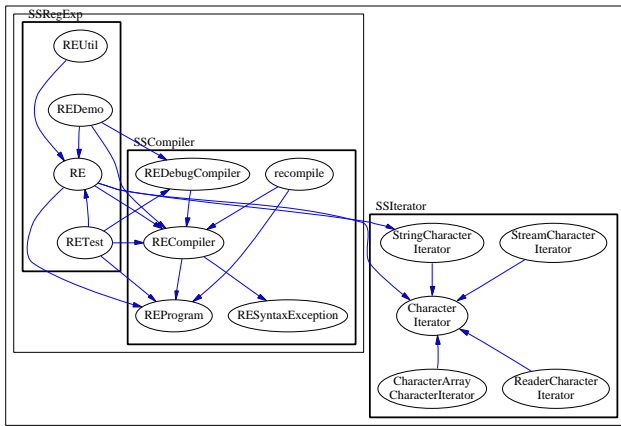 SSRegExp
REUtil
REDemo
SSCompiler
RE
REDebugCompiler
recompile
SSIterator
RETest
RECompiler
StringCharacter
Iterator
StreamCharacter
Iterator
REProgram
RESyntaxException
Character
Iterator
CharacterArray
CharacterIterator
ReaderCharacter
Iterator